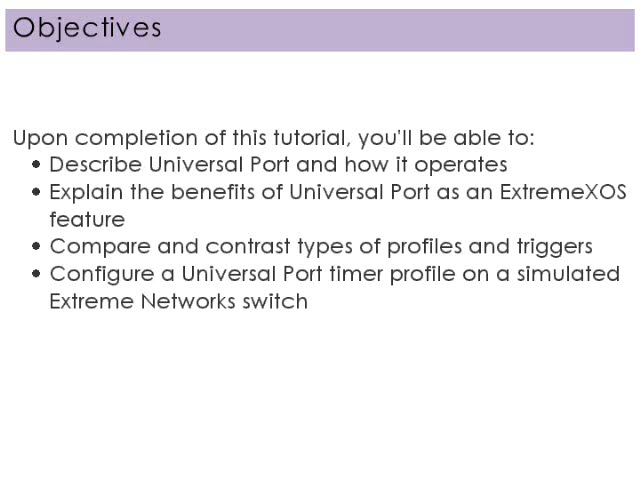 Objectives
Upon completion of this tutorial, you'll be able to:
• Describe Universal Port and how it operates
• Explain the benefits of Universal Port as an ExtremeXOS
feature
• Compare and contrast types of profiles and triggers
• Configure a Universal Port timer profile on a simulated
Extreme Networks switch